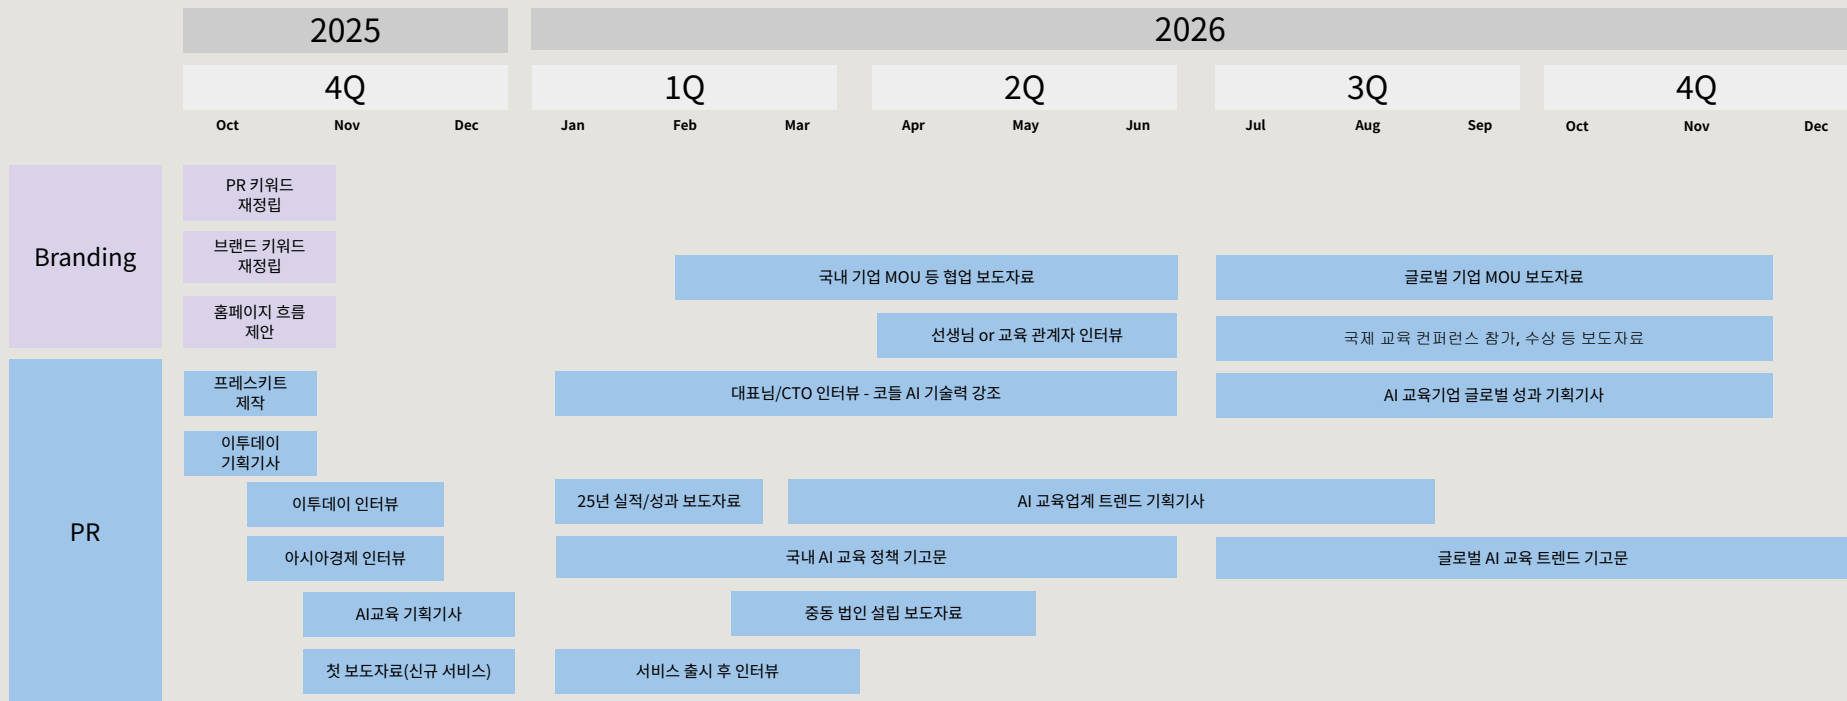 2025
2026
4Q
1Q
2Q
3Q
4Q
Oct
Nov
Dec
Jan
Feb
Mar
Apr
May
Jun
Jul
Aug
Sep
Oct
Nov
Dec
Branding
PR 키워드
재정립
브랜드 키워드
재정립
홈페이지 흐름
제안
국내 기업 MOU 등 협업 보도자료
글로벌 기업 MOU 보도자료
선생님 or 교육 관계자 인터뷰
국제 교육 컨퍼런스 참가, 수상 등 보도자료
PR
프레스키트
제작
대표님/CTO 인터뷰 - 코들 AI 기술력 강조
AI 교육기업 글로벌 성과 기획기사
이투데이
기획기사
이투데이 인터뷰
25년 실적/성과 보도자료
AI 교육업계 트렌드 기획기사
아시아경제 인터뷰
국내 AI 교육 정책 기고문
글로벌 AI 교육 트렌드 기고문
AI교육 기획기사
중동 법인 설립 보도자료
첫 보도자료(신규 서비스)
서비스 출시 후 인터뷰